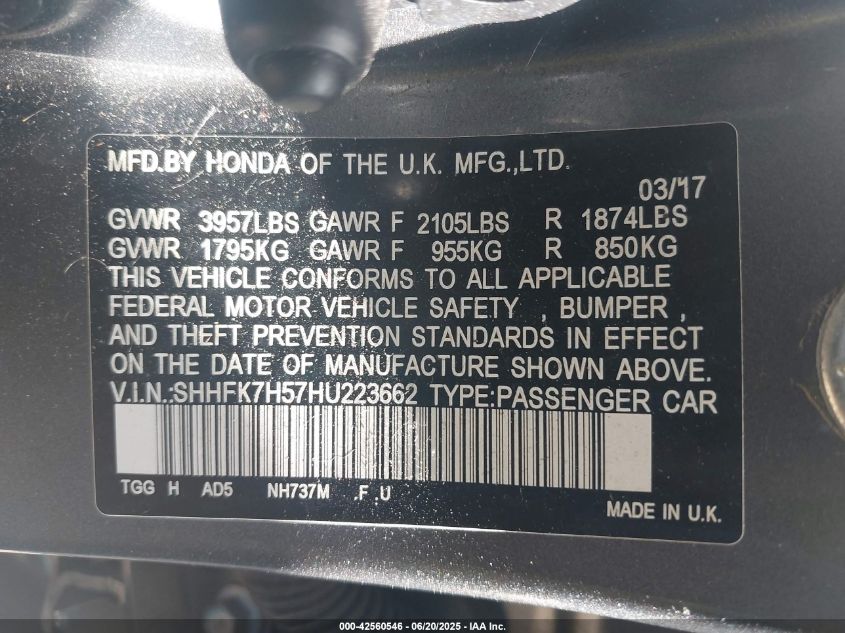 MFD.BY HONDA OF THE U.K. MFG.,LTD.
03/17
GVWR 3957LBS GAWR F 2105LBS R 1874LBS
GVWR 1795KG GAWR F 955KG R 850KG
THIS VEHICLE CONFORMS TO ALL APPLICABLE
FEDERAL MOTOR VEHICLE SAFETY , BUMPER ,
AND THEFT PREVENTION STANDARDS IN EFFECT
ON THE DATE OF MANUFACTURE SHOWN ABOVE.
V.I.N.:SHHFK7H57HU223662 TYPE:PASSENGER CAR
TGG H AD5 NH737M .F .U
MADE IN U.K.
000-42560546 - 06/20/2025 - IAA Inc.